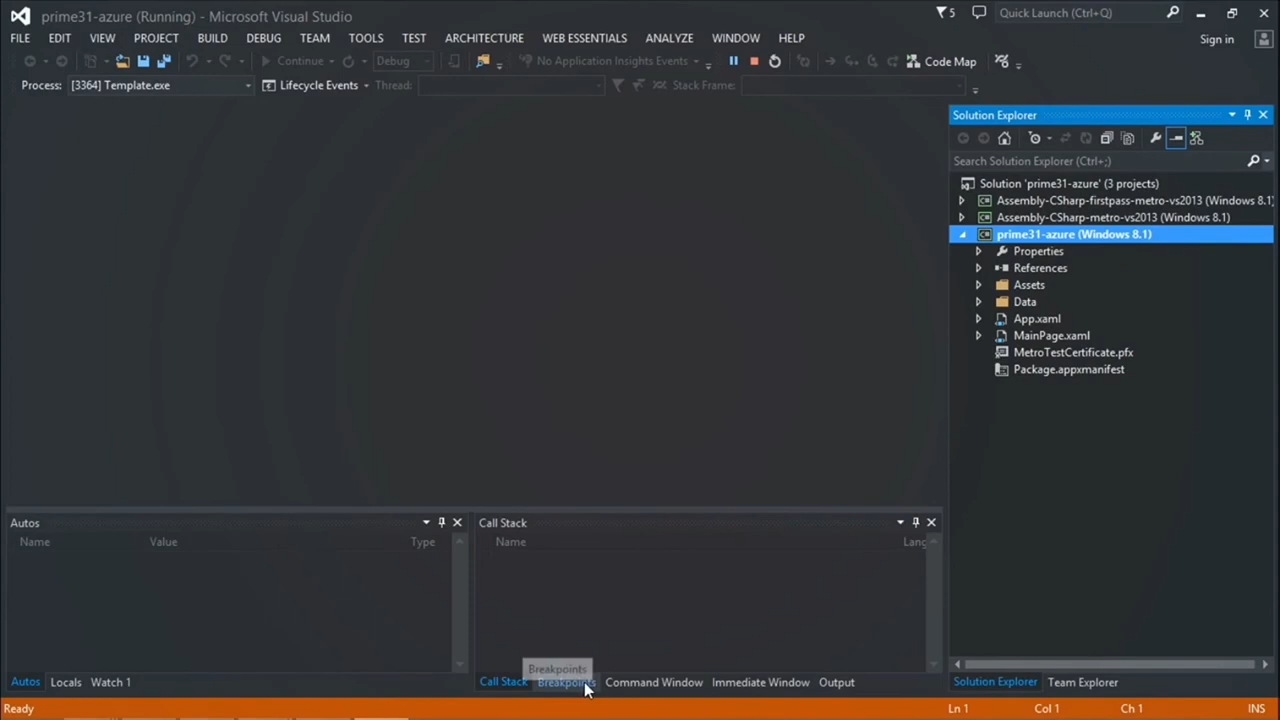 prime31-azure (Running) - Microsoft Visual Studio
5
Quick Launch (Ctrl+Q)
FILE EDIT VIEW PROJECT BUILD DEBUG TEAM TOOLS TEST ARCHITECTURE WEB ESSENTIALS ANALYZE WINDOW HELP
Sign in
Continue Debug No Application Insights Events Code Map
Process: [3364] Template.exe Lifecycle Events Thread: Stack Frame:
Solution Explorer
Search Solution Explorer (Ctrl+;)
Solution 'prime31-azure' (3 projects)
Assembly-CSharp-firstpass-metro-vs2013 (Windows 8.1)
Assembly-CSharp-metro-vs2013 (Windows 8.1)
prime31-azure (Windows 8.1)
Properties
References
Assets
Data
App.xaml
MainPage.xaml
MetroTestCertificate.pfx
Package.appxmanifest
Autos
Name Value Type
Call Stack
Name Lang
Breakpoints
Autos Locals Watch 1
Call Stack Breakpoints Command Window Immediate Window Output
Solution Explorer Team Explorer
Ready Ln 1 Col 1 Ch 1 INS